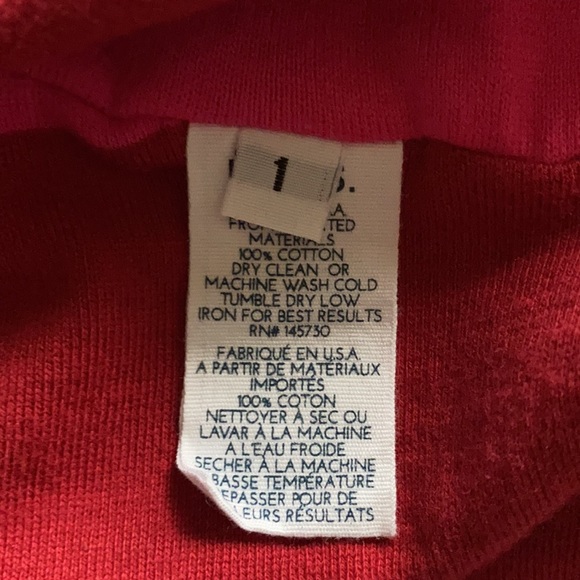 1
S.
MATERIALS
100% COTTON
DRY CLEAN OR
MACHINE WASH COLD
TUMBLE DRY LOW
IRON FOR BEST RESULTS
RN# 145730
FABRIQUÉ EN U.S.A
A PARTIR DE MATÉRIAUX
IMPORTÉS
100% COTON
NETTOYER À SEC OU
LAVAR À LA MACHINE
A L'EAU FROIDE
SECHER À LA MACHINE
BASSE TEMPÉRATURE
EPASSER POUR DE
EURS RÉSULTATS